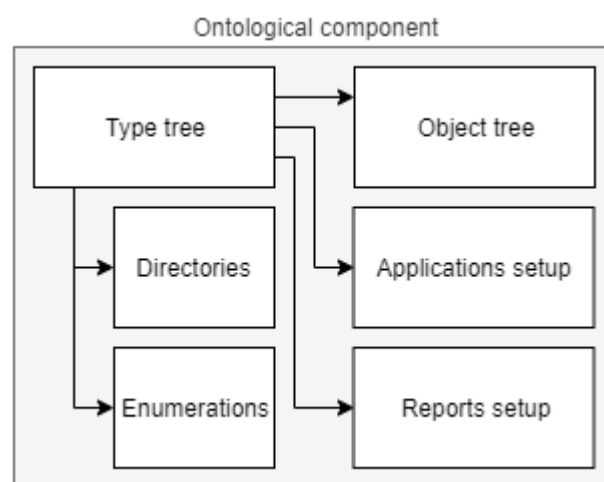 Ontological component
Type tree
Object tree
Directories
Applications setup
Enumerations
Reports setup